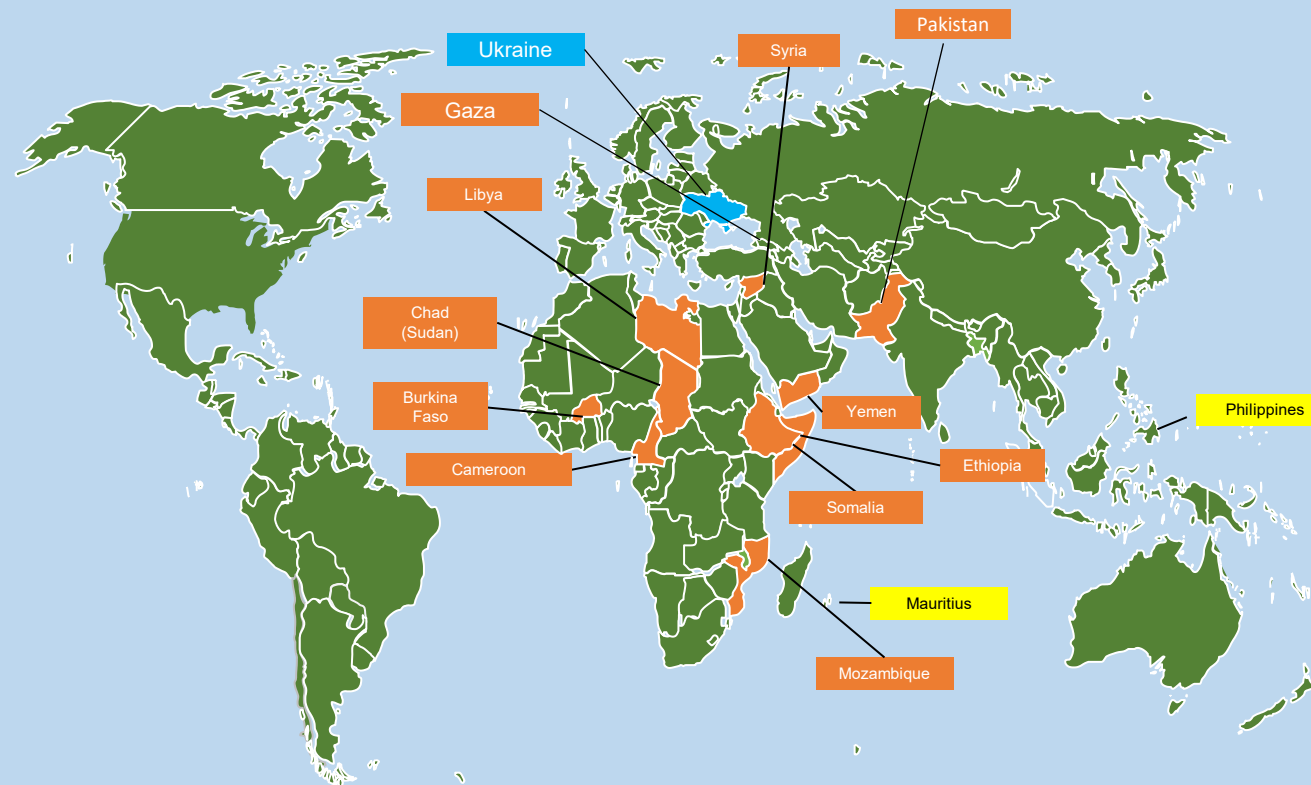 Pakistan
Ukraine
Syria
Gaza
Libya
Chad
(Sudan)
Burkina
Faso
Yemen
Philippines
Cameroon
Ethiopia
Somalia
Mauritius
Mozambique